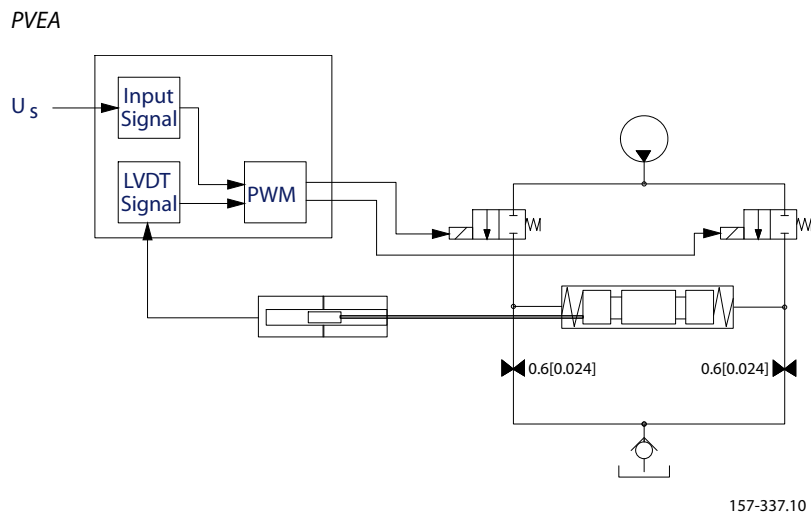 PVEA
U S
Input
Signal
LVDT
Signal
PWM
0.6[0.024]
0.6[0.024]
157-337.10